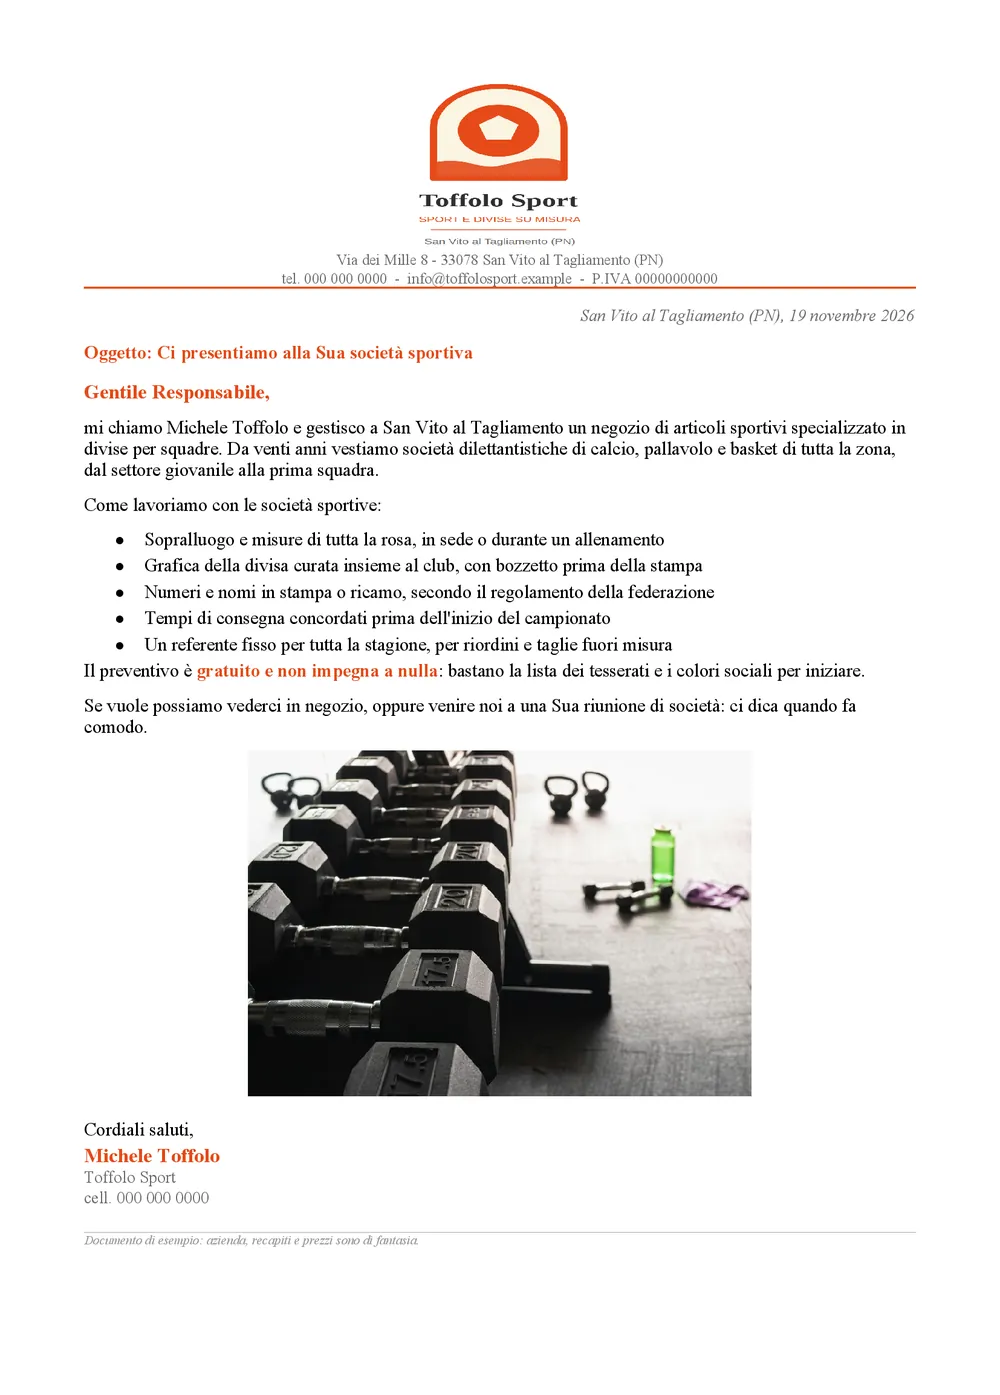 Toffolo Sport
SPORT E DIVISE SU MISURA
San Vito al Tagliamento (PN)
Via dei Mille 8 - 33078 San Vito al Tagliamento (PN)
tel. 000 000 0000 - info@toffolosport.example - P.IVA 00000000000
San Vito al Tagliamento (PN), 19 novembre 2026
Oggetto: Ci presentiamo alla Sua società sportiva
Gentile Responsabile,
mi chiamo Michele Toffolo e gestisco a San Vito al Tagliamento un negozio di articoli sportivi specializzato in
divise per squadre. Da venti anni vestiamo società dilettantistiche di calcio, pallavolo e basket di tutta la zona,
dal settore giovanile alla prima squadra.
Come lavoriamo con le società sportive:
● Sopralluogo e misure di tutta la rosa, in sede o durante un allenamento
● Grafica della divisa curata insieme al club, con bozzetto prima della stampa
● Numeri e nomi in stampa o ricamo, secondo il regolamento della federazione
● Tempi di consegna concordati prima dell'inizio del campionato
● Un referente fisso per tutta la stagione, per riordini e taglie fuori misura
Il preventivo è gratuito e non impegna a nulla: bastano la lista dei tesserati e i colori sociali per iniziare.
Se vuole possiamo vederci in negozio, oppure venire noi a una Sua riunione di società: ci dica quando fa
comodo.
20
20
20
17.5
17.5
Cordiali saluti,
Michele Toffolo
Toffolo Sport
cell. 000 000 0000
Documento di esempio: azienda, recapiti e prezzi sono di fantasia.